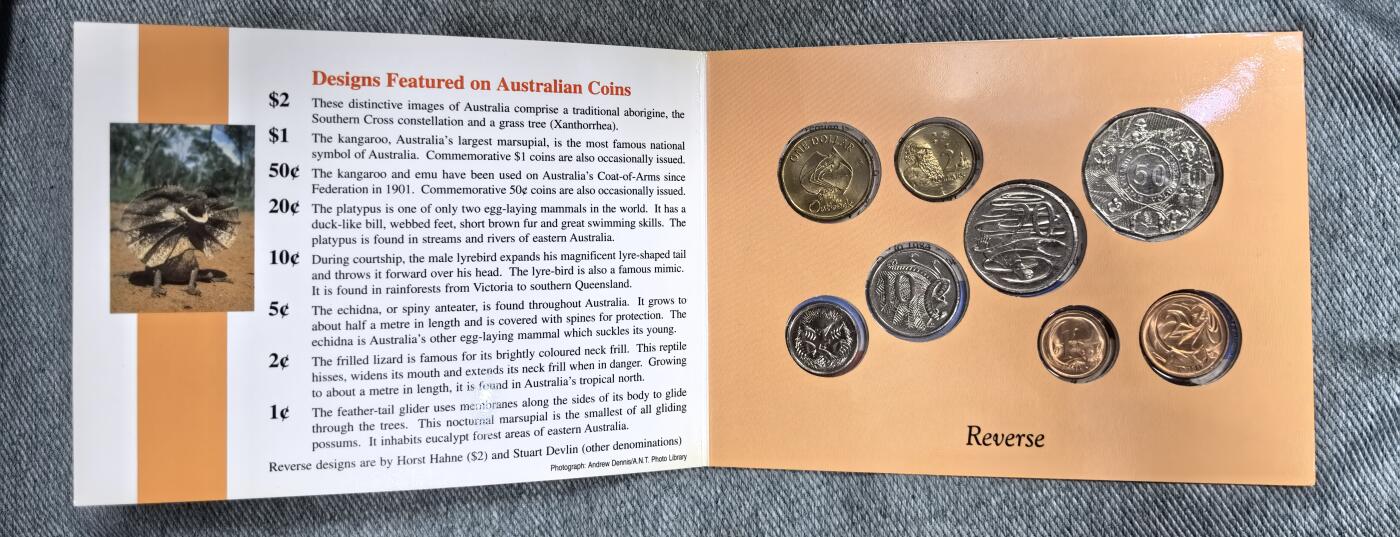 Designs Featured on Australian Coins
$2 These distinctive images of Australia comprise a traditional aborigine, the
Southern Cross constellation and a grass tree (Xanthorrhea).
$1 The kangaroo, Australia's largest marsupial, is the most famous national
symbol of Australia. Commemorative $1 coins are also occasionally issued.
50¢ The kangaroo and emu have been used on Australia's Coat-of-Arms since
Federation in 1901. Commemorative 50¢ coins are also occasionally issued.
20¢ The platypus is one of only two egg-laying mammals in the world. It has a
duck-like bill, webbed feet, short brown fur and great swimming skills. The
platypus is found in streams and rivers of eastern Australia.
10¢ During courtship, the male lyrebird expands his magnificent lyre-shaped tail
and throws it forward over his head. The lyre-bird is also a famous mimic.
It is found in rainforests from Victoria to southern Queensland.
5¢ The echidna, or spiny anteater, is found throughout Australia. It grows to
about half a metre in length and is covered with spines for protection. The
echidna is Australia's other egg-laying mammal which suckles its young.
2¢ The frilled lizard is famous for its brightly coloured neck frill. This reptile
hisses, widens its mouth and extends its neck frill when in danger. Growing
to about a metre in length, it is found in Australia's tropical north.
1¢ The feather-tail glider uses membranes along the sides of its body to glide
through the trees. This nocturnal marsupial is the smallest of all gliding
possums. It inhabits eucalypt forest areas of eastern Australia.
Reverse designs are by Horst Hahne ($2) and Stuart Devlin (other denominations)
Photograph: Andrew Dennis/A.N.T. Photo Library
ONE DOLLAR
2
50
20
10
5
Reverse